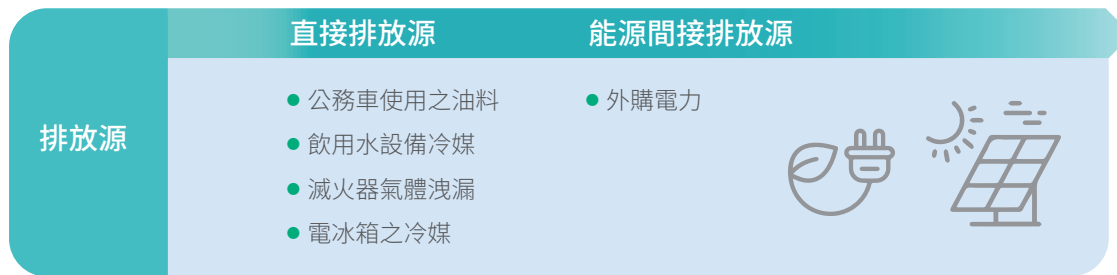 直接排放源
能源間接排放源
排放源
● 公務車使用之油料
● 飲用水設備冷媒
● 滅火器氣體洩漏
● 電冰箱之冷媒
● 外購電力